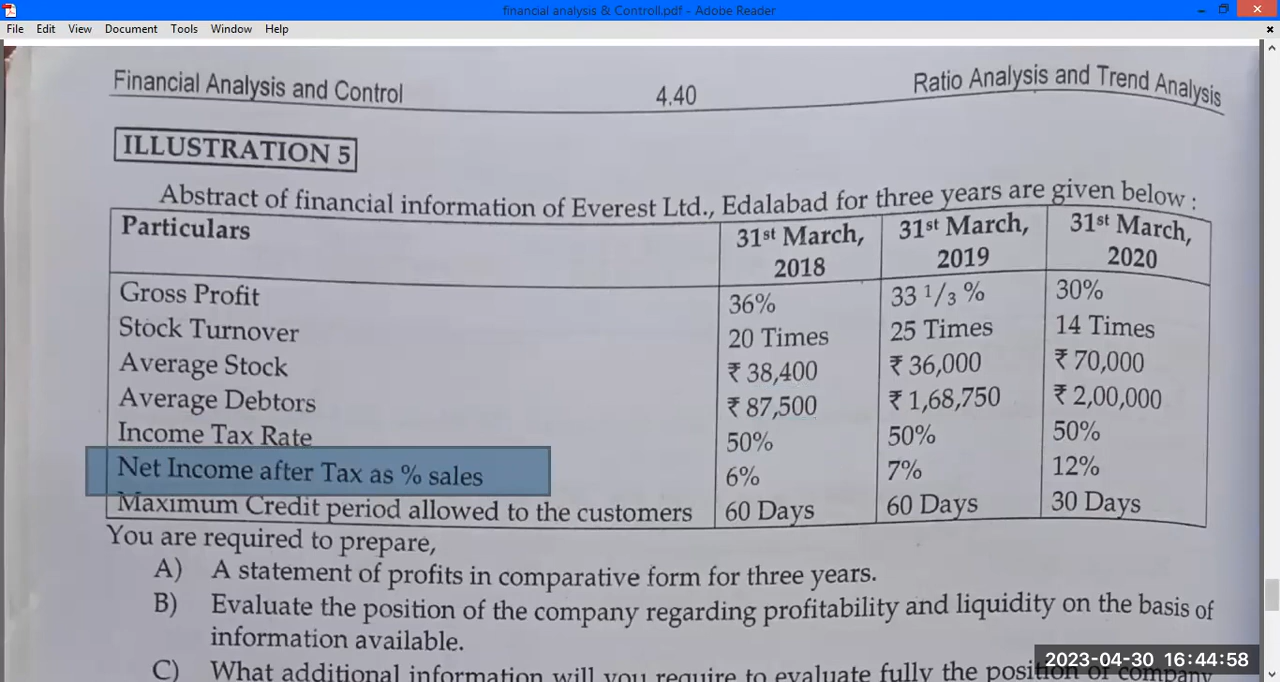 financial analysis & Controll.pdf - Adobe Reader
File Edit View Document Tools Window Help
Financial Analysis and Control 4.40 Ratio Analysis and Trend Analysis
ILLUSTRATION 5
Abstract of financial information of Everest Ltd., Edalabad for three years are given below :
Particulars 31st March, 2018 31st March, 2019 31st March, 2020
Gross Profit 36% 33 1/3 % 30%
Stock Turnover 20 Times 25 Times 14 Times
Average Stock ₹ 38,400 ₹ 36,000 ₹ 70,000
Average Debtors ₹ 87,500 ₹ 1,68,750 ₹ 2,00,000
Income Tax Rate 50% 50% 50%
Net Income after Tax as % sales 6% 7% 12%
Maximum Credit period allowed to the customers 60 Days 60 Days 30 Days
You are required to prepare,
A) A statement of profits in comparative form for three years.
B) Evaluate the position of the company regarding profitability and liquidity on the basis of
information available.
C) What additional information will you require to evaluate fully the position of company
2023-04-30 16:44:58